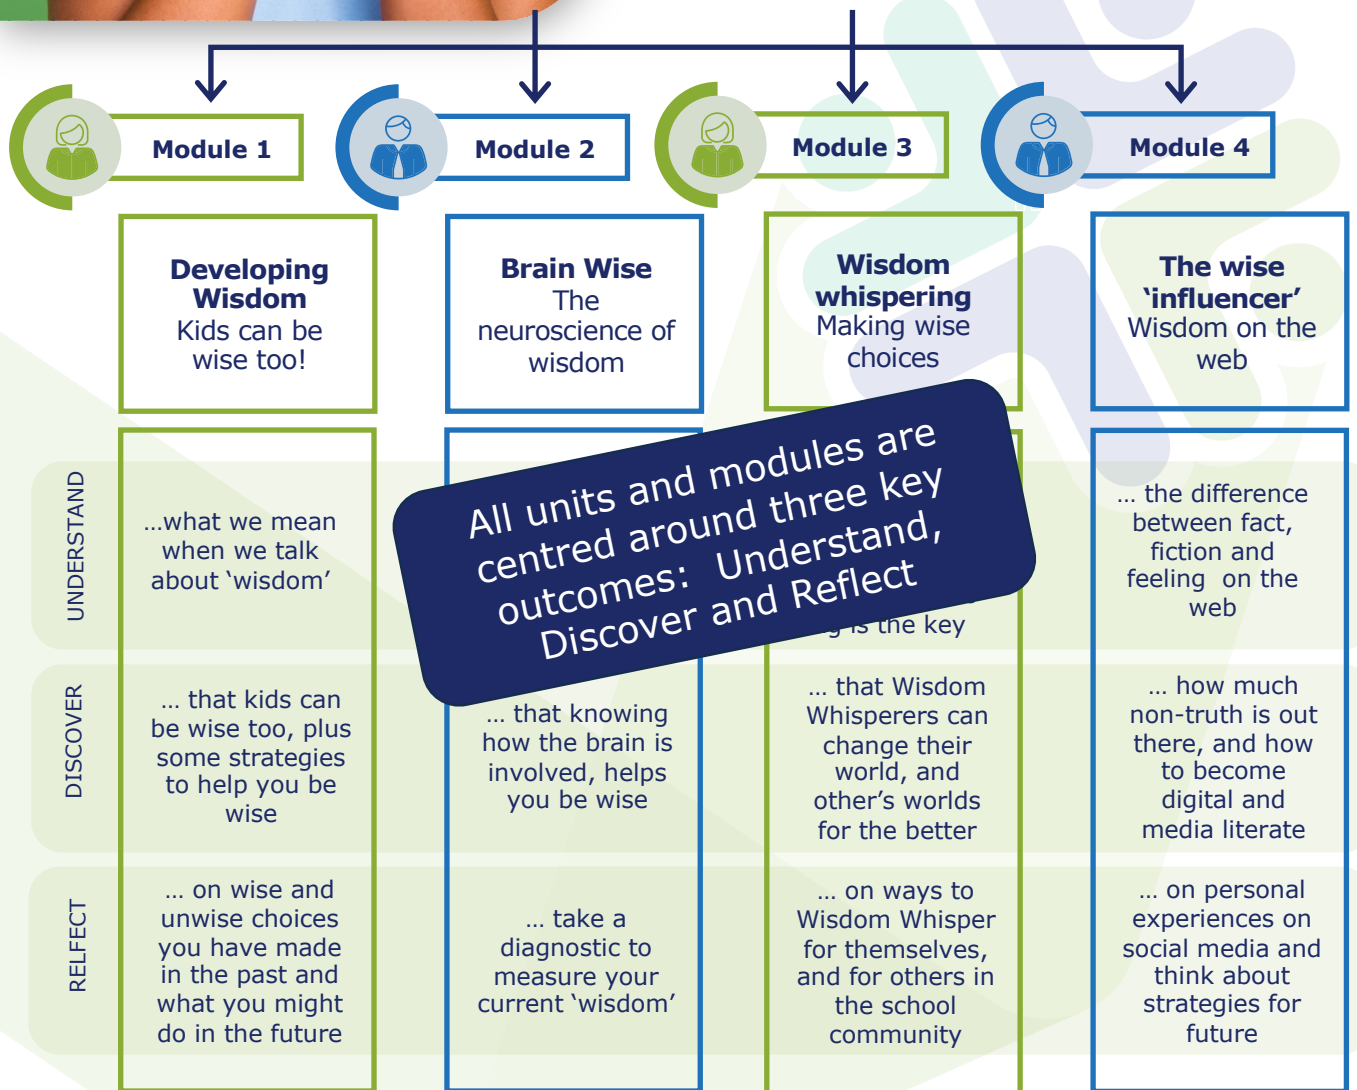 Module 1
Module 2
Module 3
Module 4
Developing
Wisdom
Kids can be
wise too!
Brain Wise
The
neuroscience of
wisdom
Wisdom
whispering
Making wise
choices
The wise
‘influencer’
Wisdom on the
web
All units and modules are
centred around three key
outcomes:  Understand,
Discover and Reflect
UNDERSTAND
…what we mean
when we talk
about ‘wisdom’
is the key
... the difference
between fact,
fiction and
feeling  on the
web
DISCOVER
… that kids can
be wise too, plus
some strategies
to help you be
wise
... that knowing
how the brain is
involved, helps
you be wise
... that Wisdom
Whisperers can
change their
world, and
other’s worlds
for the better
... how much
non-truth is out
there, and how
to become
digital and
media literate
RELFECT
... on wise and
unwise choices
you have made
in the past and
what you might
do in the future
... take a
diagnostic to
measure your
current ‘wisdom’
... on ways to
Wisdom Whisper
for themselves,
and for others in
the school
community
... on personal
experiences on
social media and
think about
strategies for
future